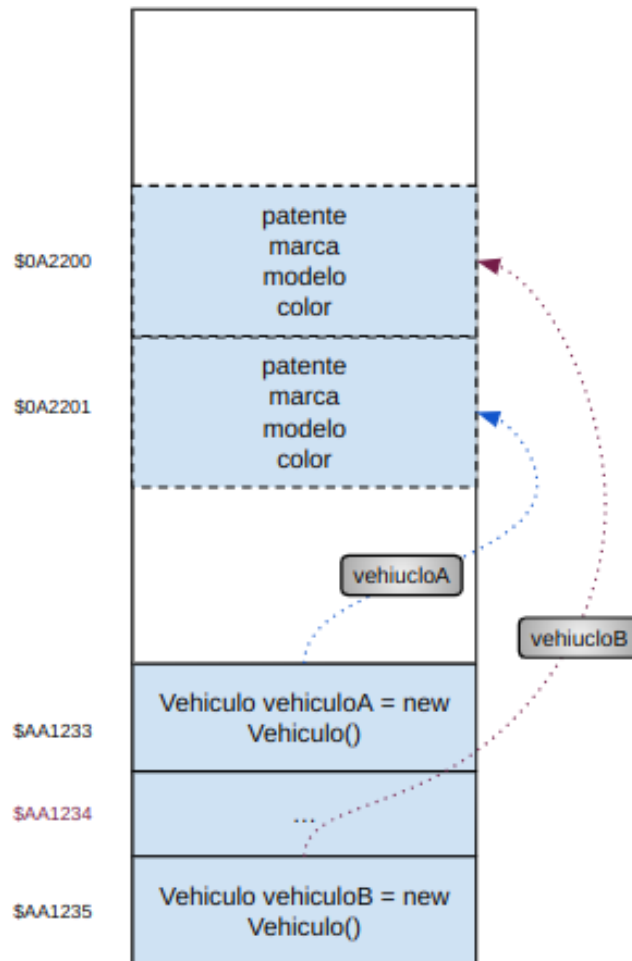 $0A2200
patente
marca
modelo
color
$0A2201
patente
marca
modelo
color
vehiucloA
vehiucloB
$AA1233
Vehiculo vehiculoA = new
Vehiculo()
$AA1234
...
$AA1235
Vehiculo vehiculoB = new
Vehiculo()